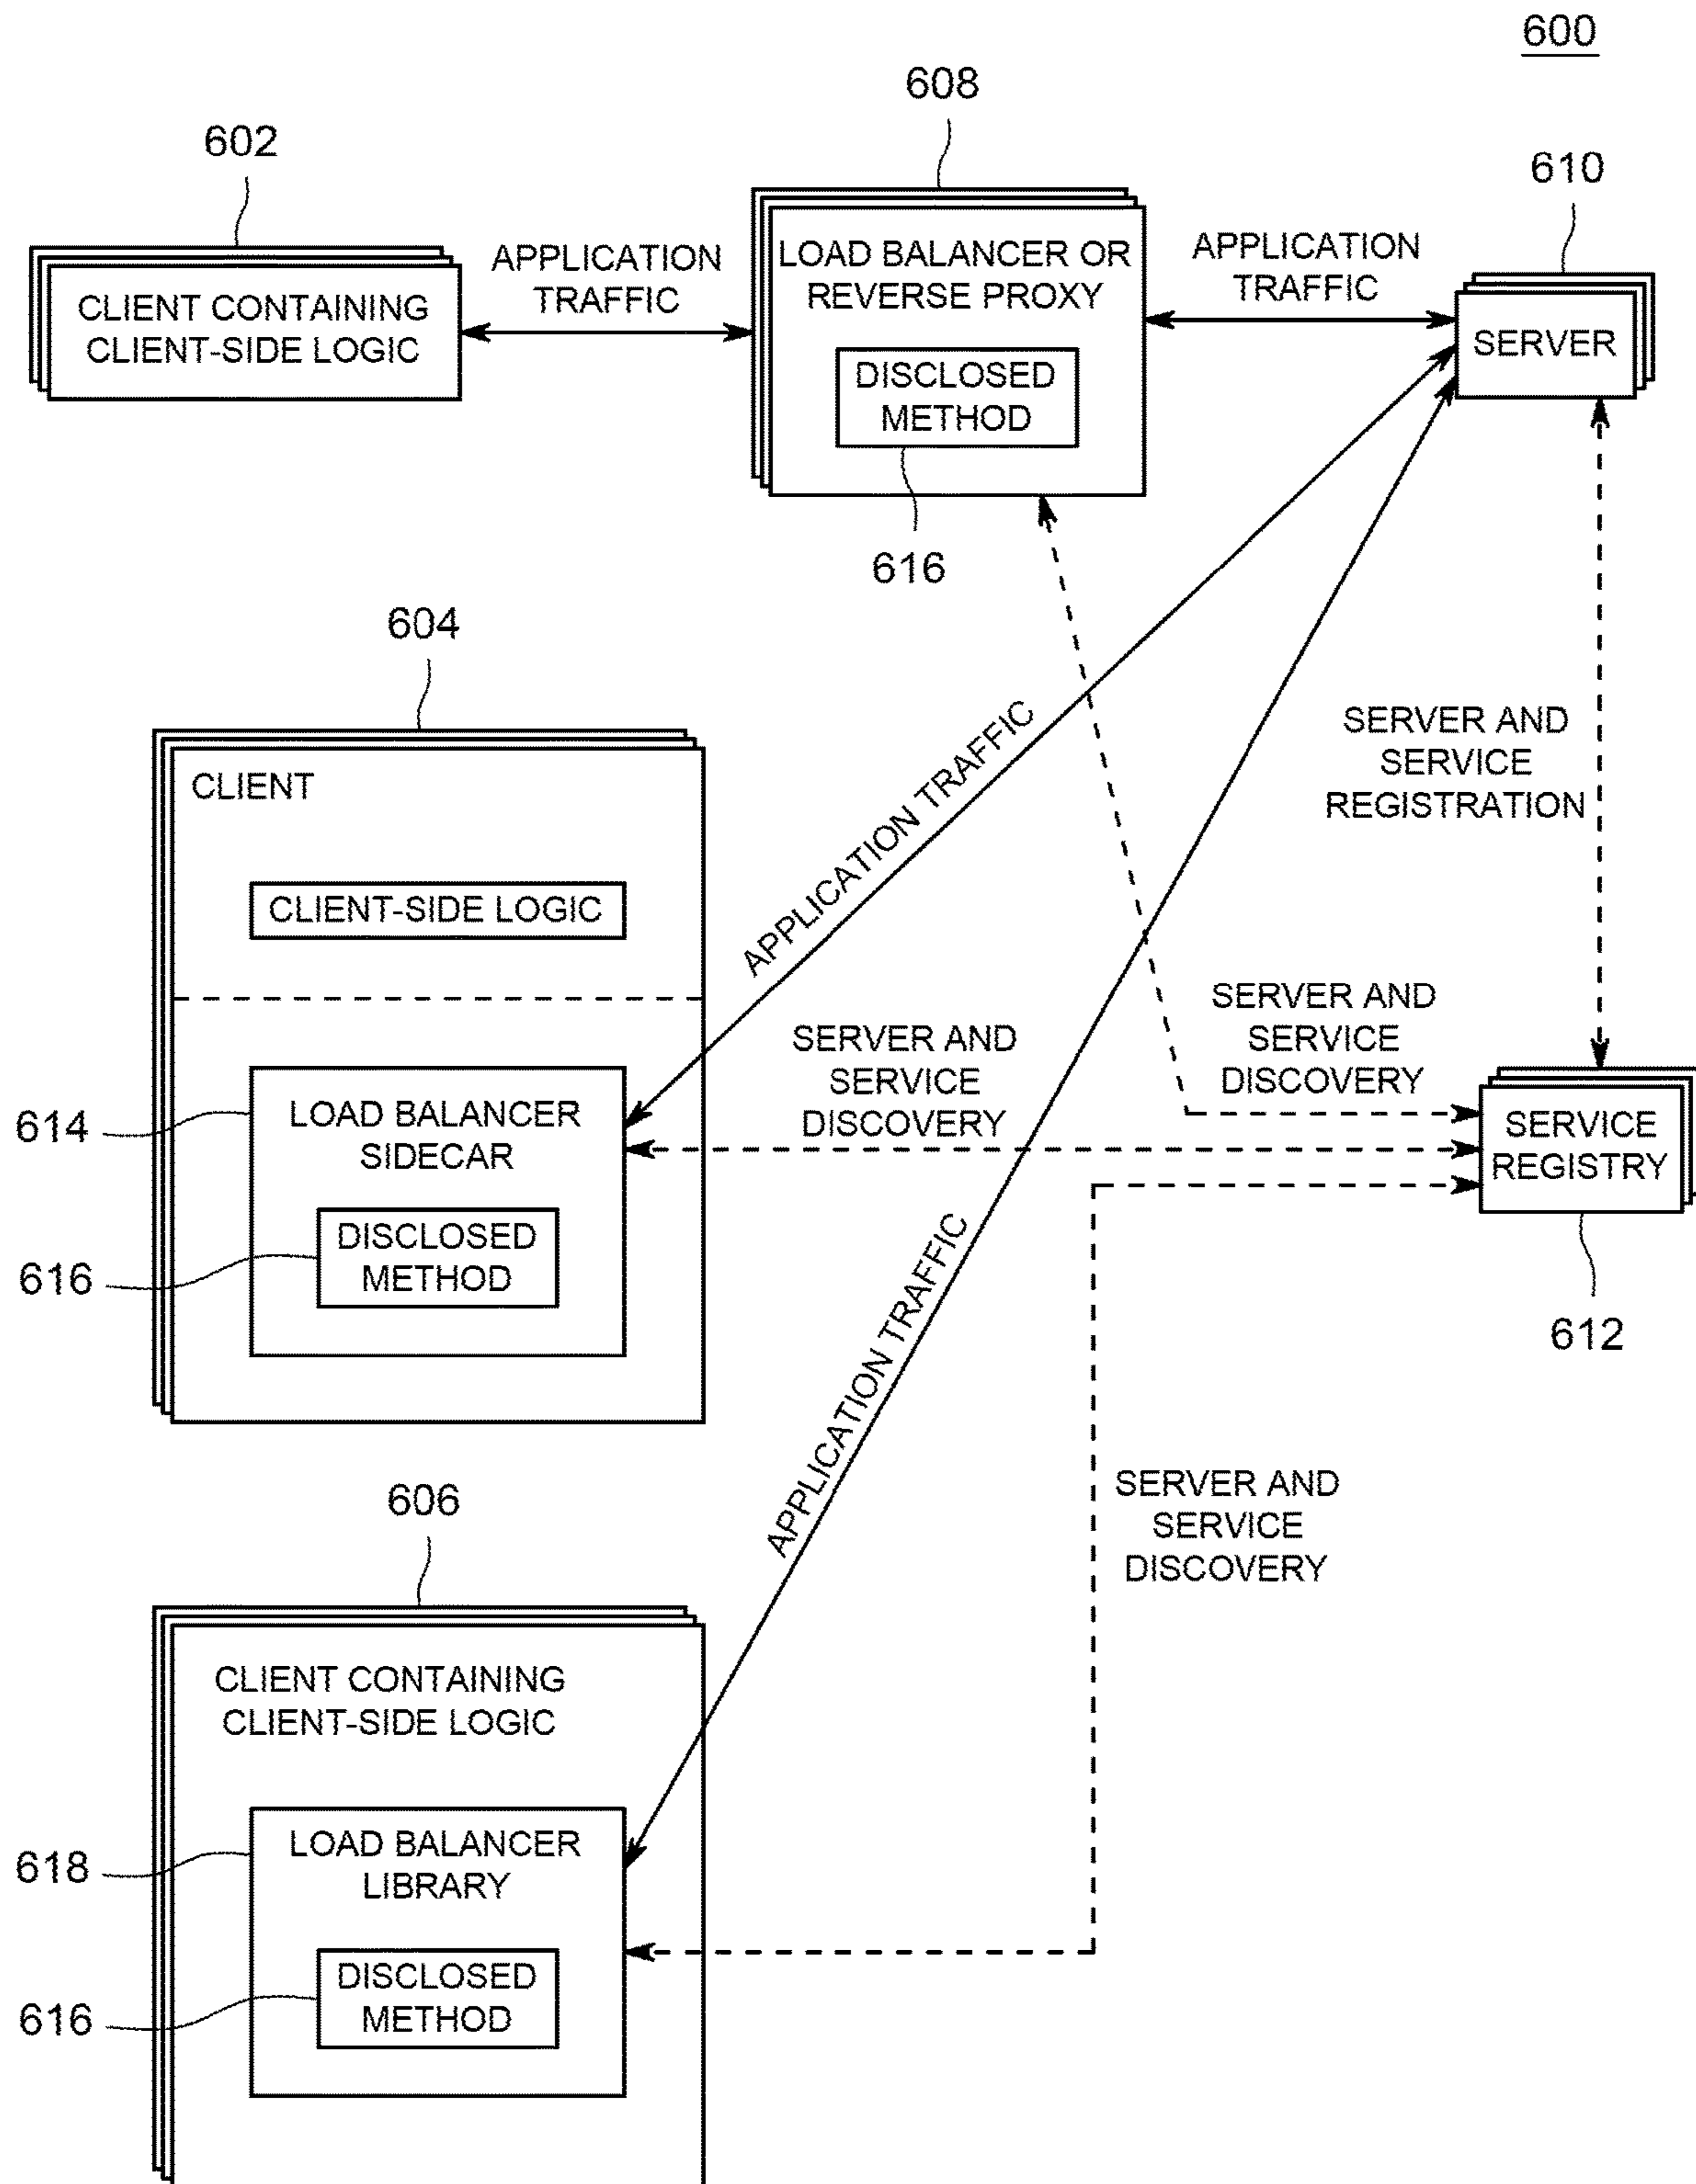 600
608
602
610
APPLICATION
TRAFFIC
LOAD BALANCER OR
REVERSE PROXY
APPLICATION
TRAFFIC
CLIENT CONTAINING
CLIENT-SIDE LOGIC
SERVER
DISCLOSED
METHOD
616
604
CLIENT
CLIENT-SIDE LOGIC
APPLICATION TRAFFIC
SERVER AND
SERVICE
REGISTRATION
SERVER AND
SERVICE
DISCOVERY
SERVER AND
SERVICE
DISCOVERY
614
LOAD BALANCER
SIDECAR
SERVICE
REGISTRY
616
DISCLOSED
METHOD
612
APPLICATION TRAFFIC
606
SERVER AND
SERVICE
DISCOVERY
CLIENT CONTAINING
CLIENT-SIDE LOGIC
618
LOAD BALANCER
LIBRARY
616
DISCLOSED
METHOD